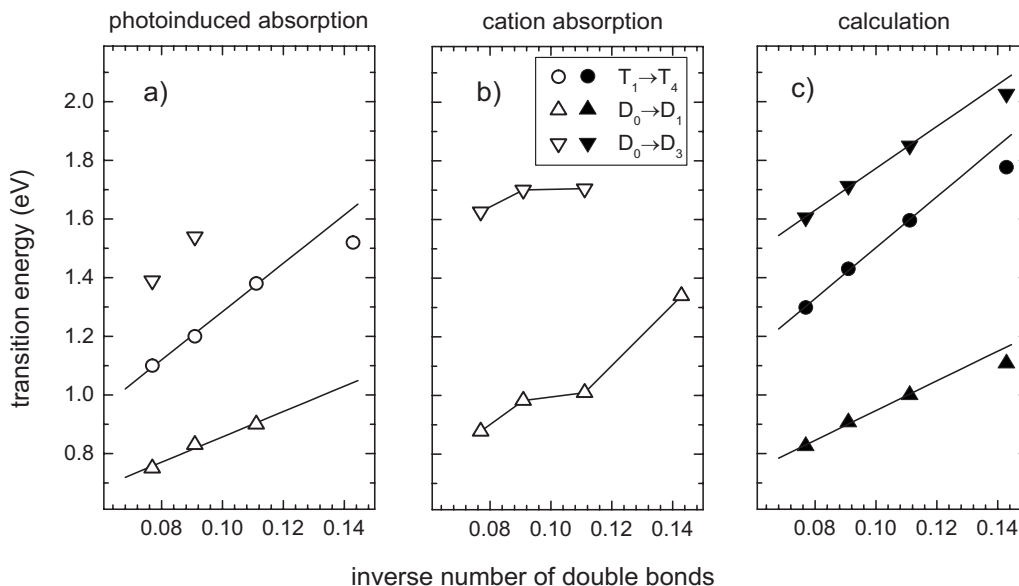 photoinduced absorption
cation absorption
calculation
transition energy (eV)
2.0
1.8
1.6
1.4
1.2
1.0
0.8
a)
b)
T₁→T₄
D₀→D₁
D₀→D₃
c)
0.08 0.10 0.12 0.14
0.08 0.10 0.12 0.14
0.08 0.10 0.12 0.14
inverse number of double bonds